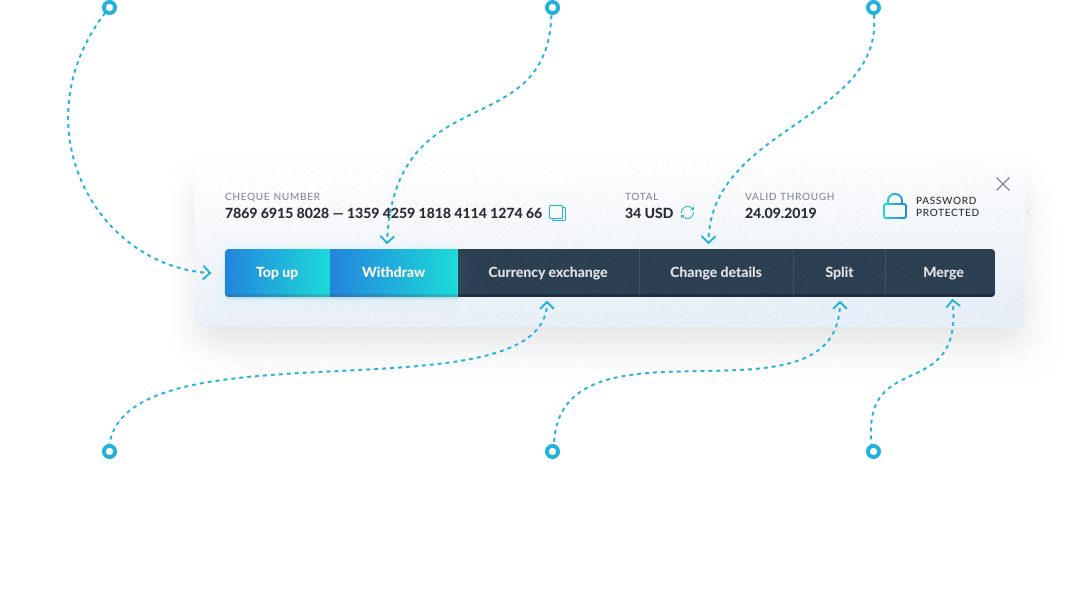 CHEQUE NUMBER
7869 6915 8028 — 1359 4259 1818 4114 1274 66
TOTAL
34 USD
VALID THROUGH
24.09.2019
PASSWORD
PROTECTED
Top up
Withdraw
Currency exchange
Change details
Split
Merge